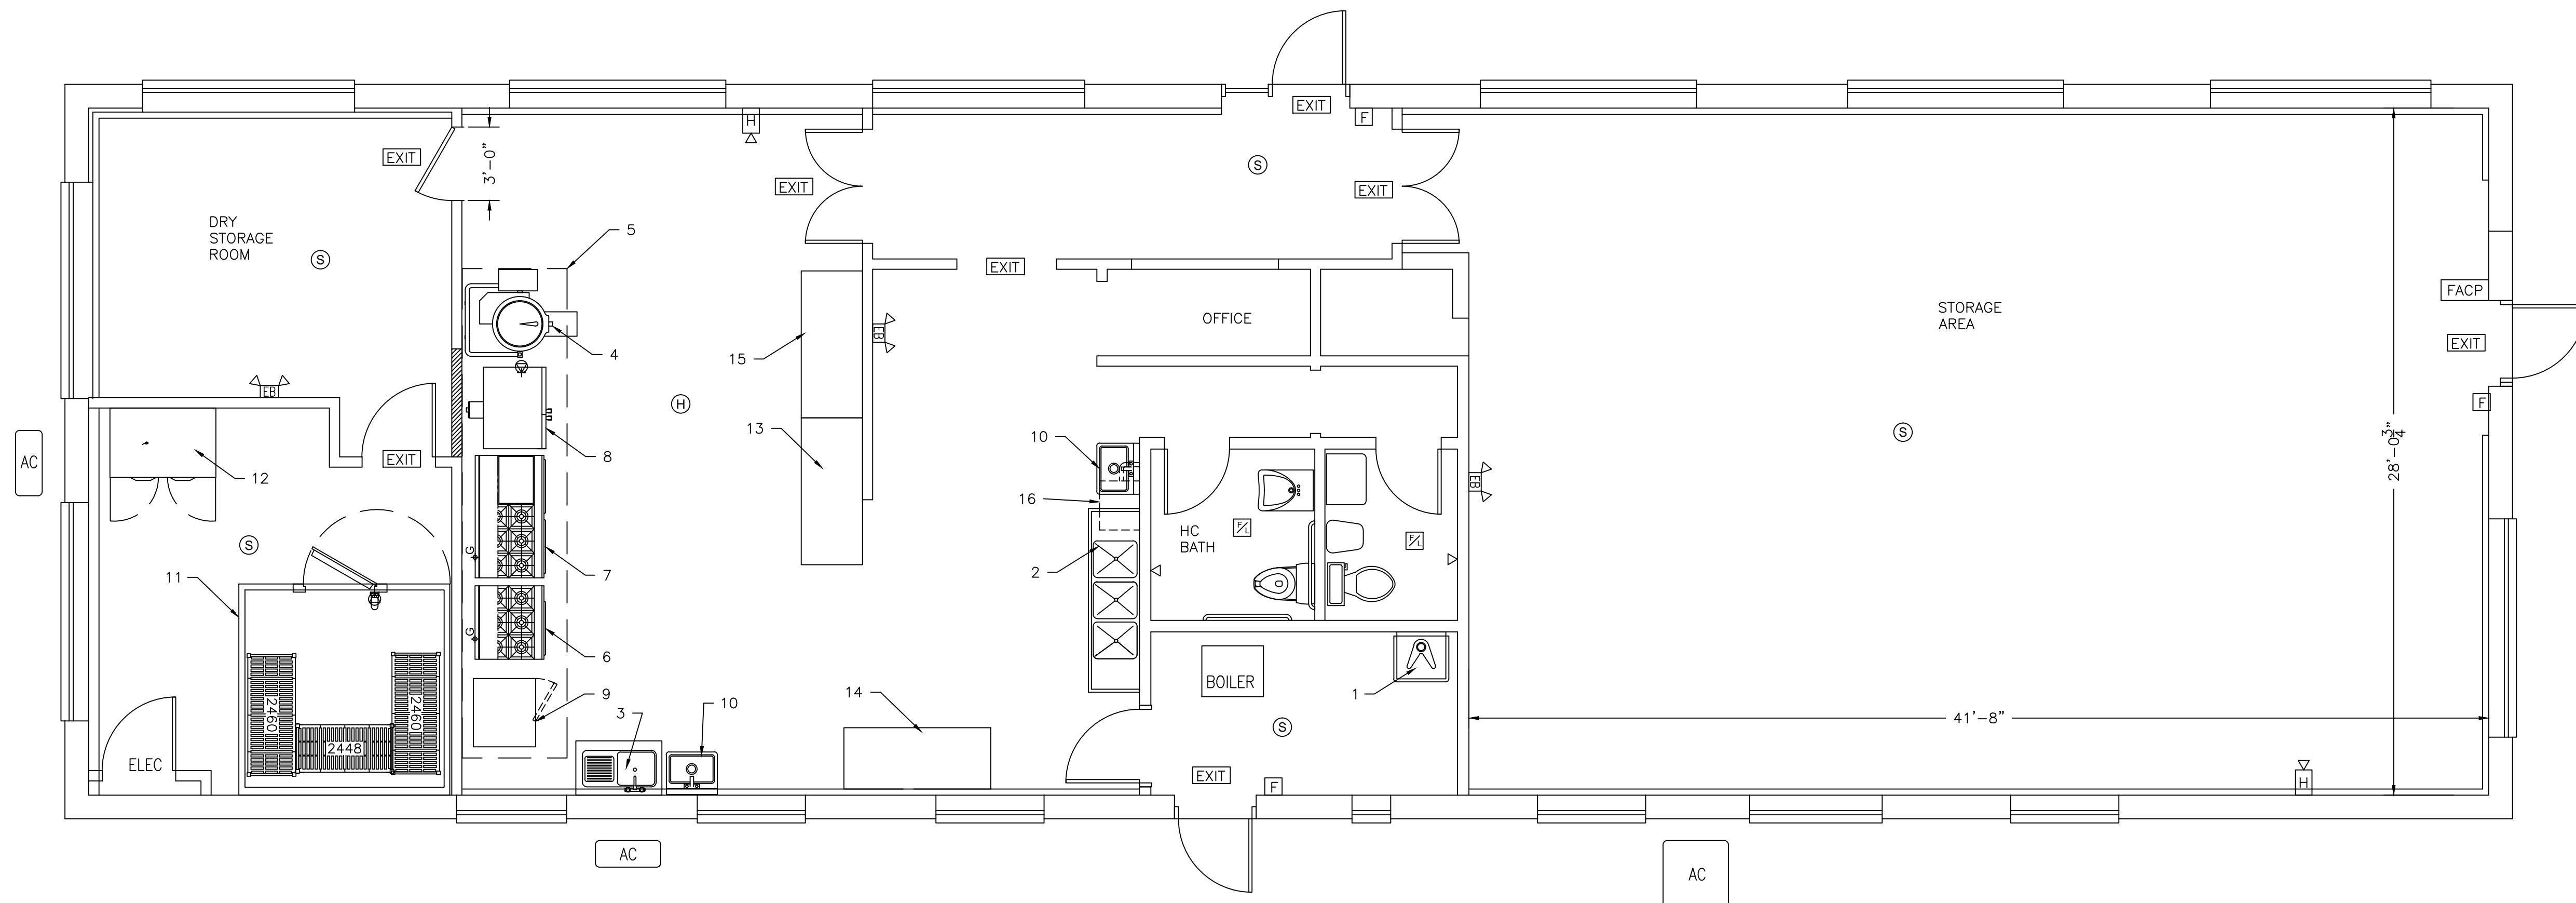 EXIT
H
F
3'-0"
EXIT
S
EXIT
EXIT
DRY
STORAGE
ROOM
S
5
EXIT
FACP
STORAGE
AREA
OFFICE
EB
4
15
EXIT
EB
H
F
13
10
S
28'-0 3/4"
8
EXIT
AC
12
16
EB
F/L
HC
BATH
F/L
G
S
11
7
2
G
6
BOILER
9
14
1
2460
2460
3
10
41'-8"
S
2448
ELEC
EXIT
F
H
AC
AC